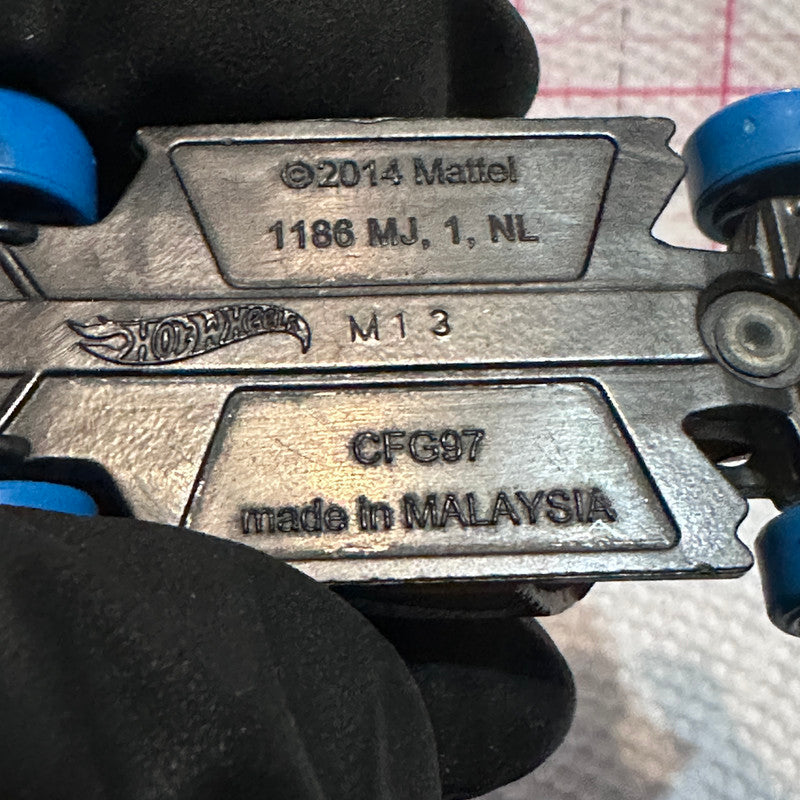 ©2014 Mattel
1186 MJ, 1, NL
HOT WHEELS M13
CFG97
made in MALAYSIA